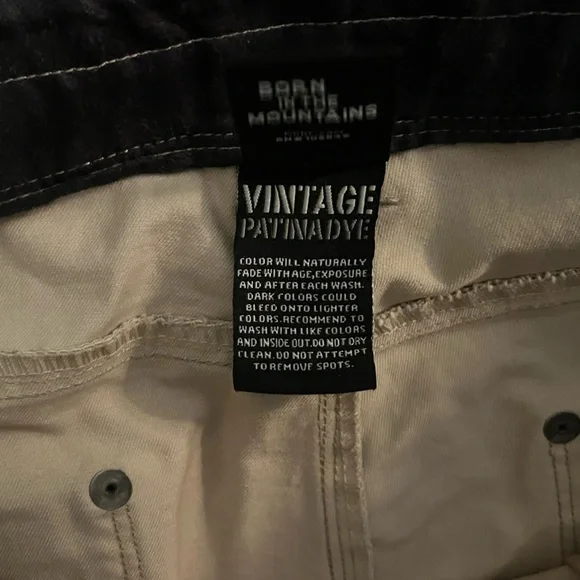 BORN
IN THE
MOUNTAINS
VINTAGE
PATINADYE
COLOR WILL NATURALLY
FADE WITH AGE,EXPOSURE
AND AFTER EACH WASH.
DARK COLORS COULD
BLEED ONTO LIGHTER
COLORS.RECOMMEND TO
WASH WITH LIKE COLORS
AND INSIDE OUT.DO NOT DRY
CLEAN.DO NOT ATTEMPT
TO REMOVE SPOTS.